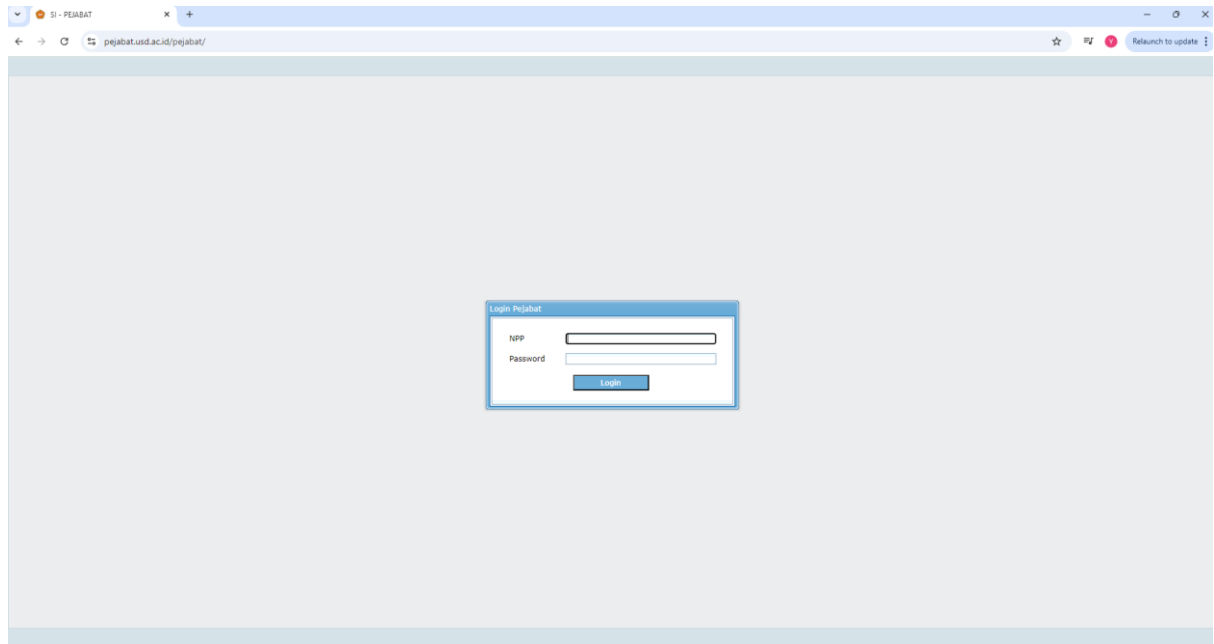 SI - PEJABAT
pejabat.usd.ac.id/pejabat/
Y
Relaunch to update
Login Pejabat
NPP
Password
Login